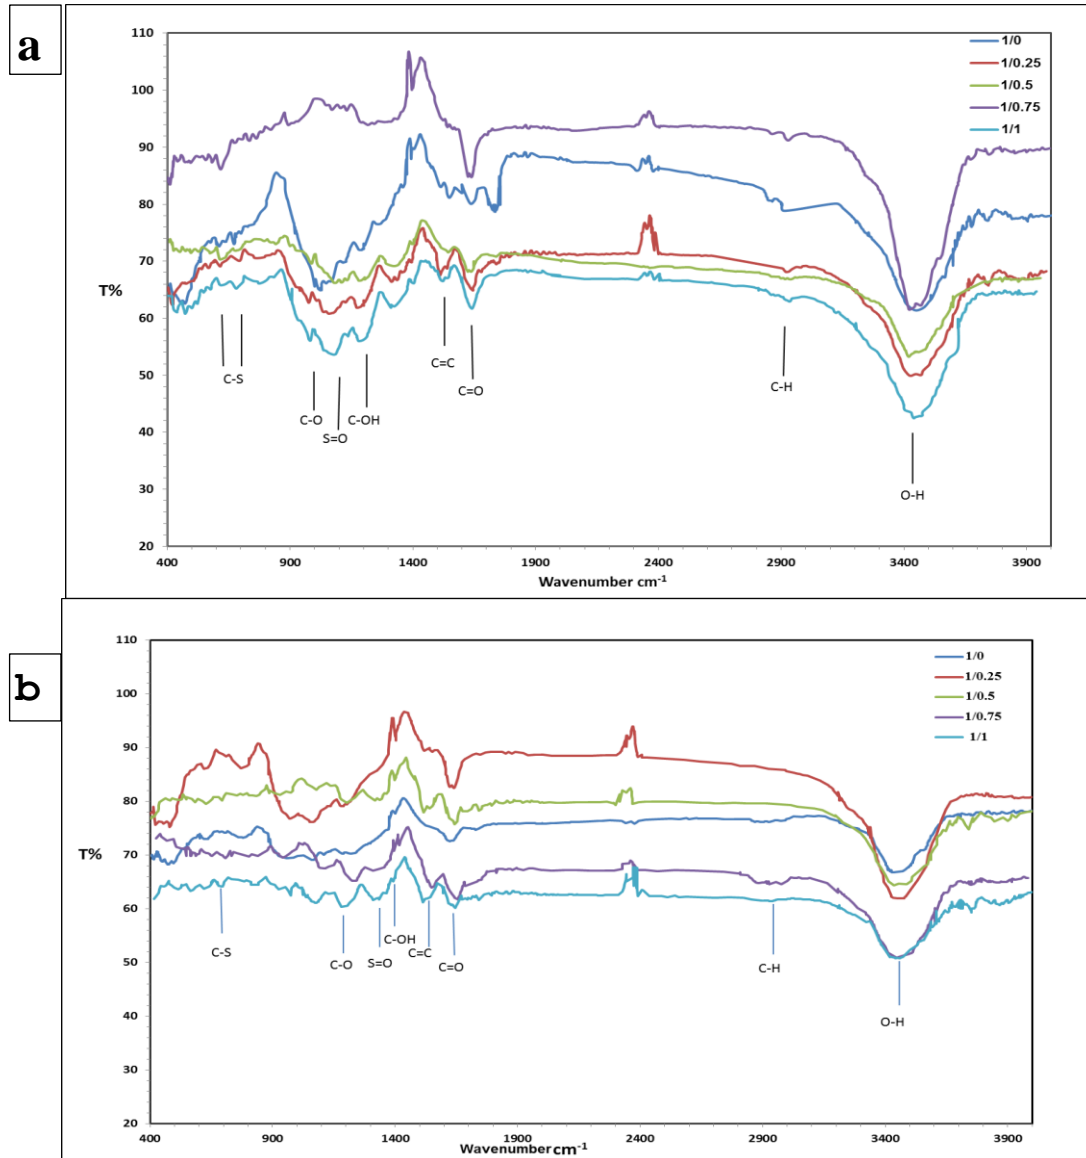 a
110
100
90
80
70
60
50
40
30
20
T%
1/0
1/0.25
1/0.5
1/0.75
1/1
C-S
C-O
S=O
C-OH
C=C
C=O
C-H
O-H
400 900 1400 1900 2400 2900 3400 3900
Wavenumber cm⁻¹
b
110
100
90
80
70
60
50
40
30
20
T%
1/0
1/0.25
1/0.5
1/0.75
1/1
C-S
C-O
S=O
C-OH
C=C
C=O
C-H
O-H
400 900 1400 1900 2400 2900 3400 3900
Wavenumber cm⁻¹